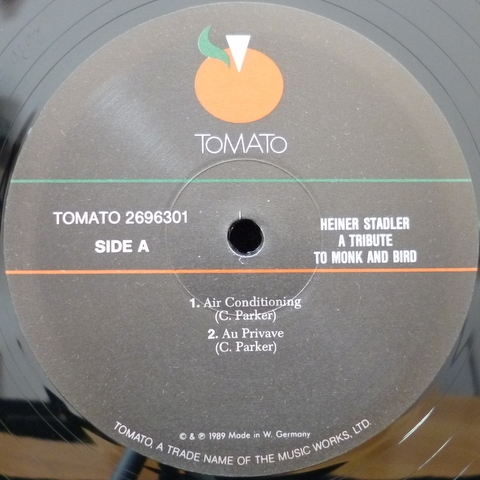 TOMATO
TOMATO 2696301
SIDE A
HEINER STADLER
A TRIBUTE
TO MONK AND BIRD
1. Air Conditioning
(C. Parker)
2. Au Privave
(C. Parker)
© & ℗ 1989 Made in W. Germany
TOMATO, A TRADE NAME OF THE MUSIC WORKS, LTD.